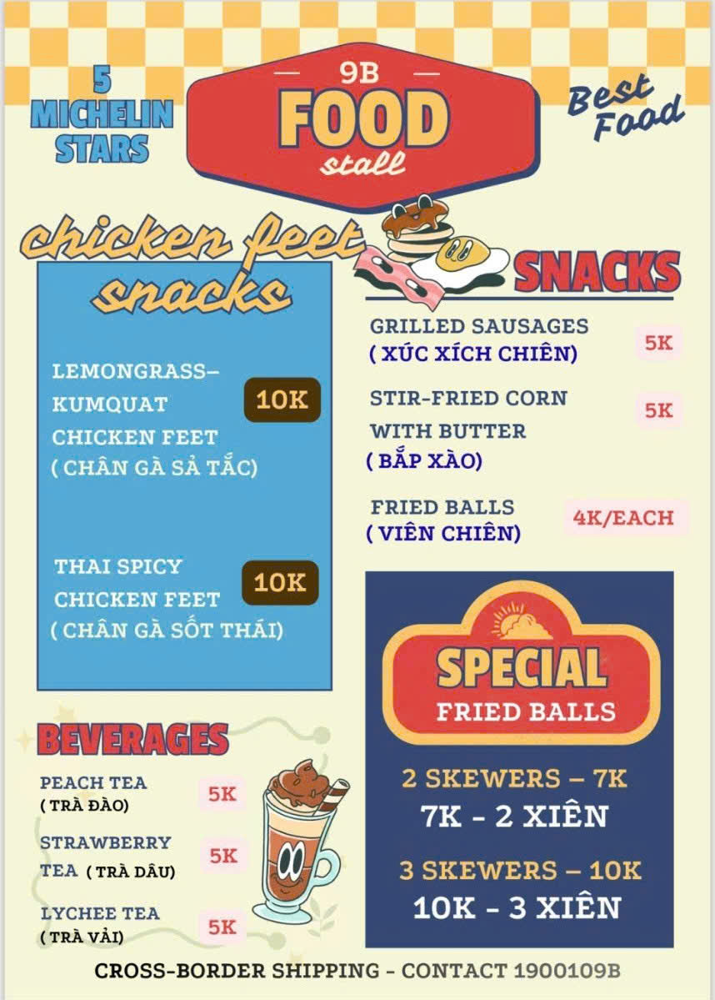 5
MICHELIN
STARS
9B
FOOD
stall
Best
Food
chicken feet
snacks
LEMONGRASS–
KUMQUAT
CHICKEN FEET
( CHÂN GÀ SẢ TẮC)
10K
THAI SPICY
CHICKEN FEET
( CHÂN GÀ SỐT THÁI)
10K
SNACKS
GRILLED SAUSAGES
( XÚC XÍCH CHIÊN)
5K
STIR-FRIED CORN
WITH BUTTER
( BẮP XÀO)
5K
FRIED BALLS
( VIÊN CHIÊN)
4K/EACH
BEVERAGES
PEACH TEA
( TRÀ ĐÀO)
5K
STRAWBERRY
TEA ( TRÀ DÂU)
5K
LYCHEE TEA
( TRÀ VẢI)
5K
SPECIAL
FRIED BALLS
2 SKEWERS – 7K
7K - 2 XIÊN
3 SKEWERS – 10K
10K - 3 XIÊN
CROSS-BORDER SHIPPING - CONTACT 1900109B